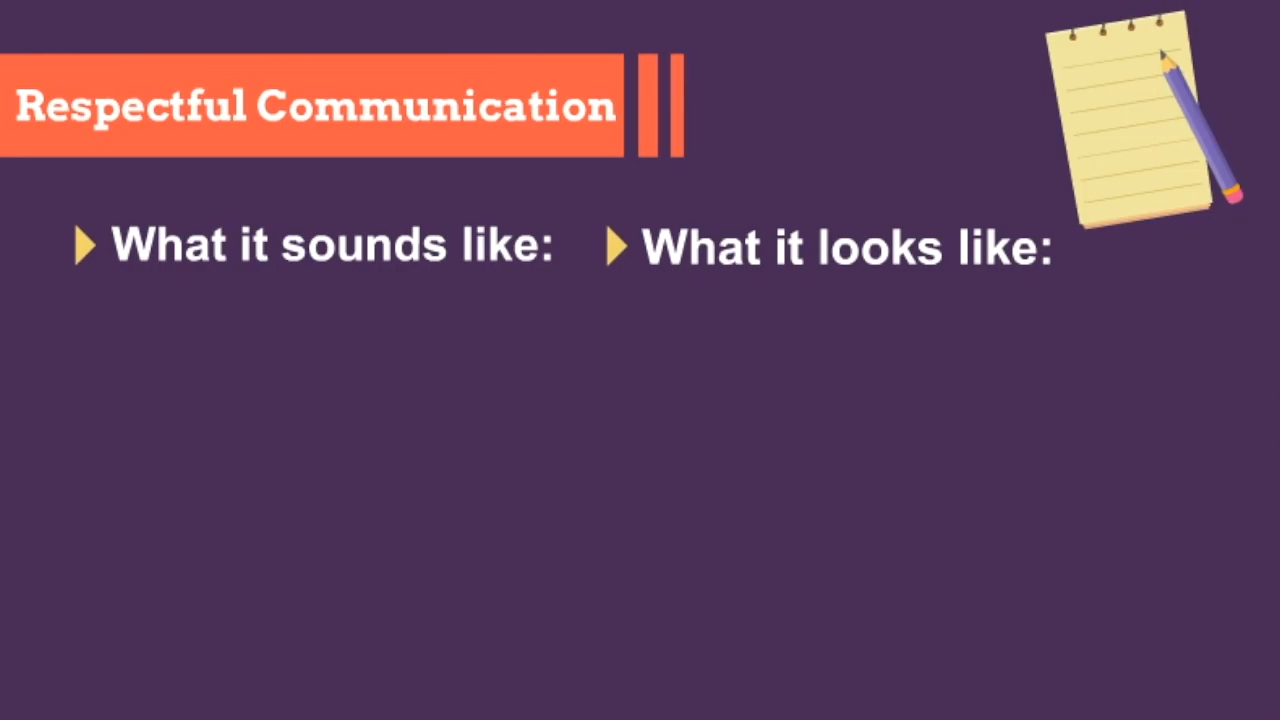 Respectful Communication
What it sounds like:
What it looks like: